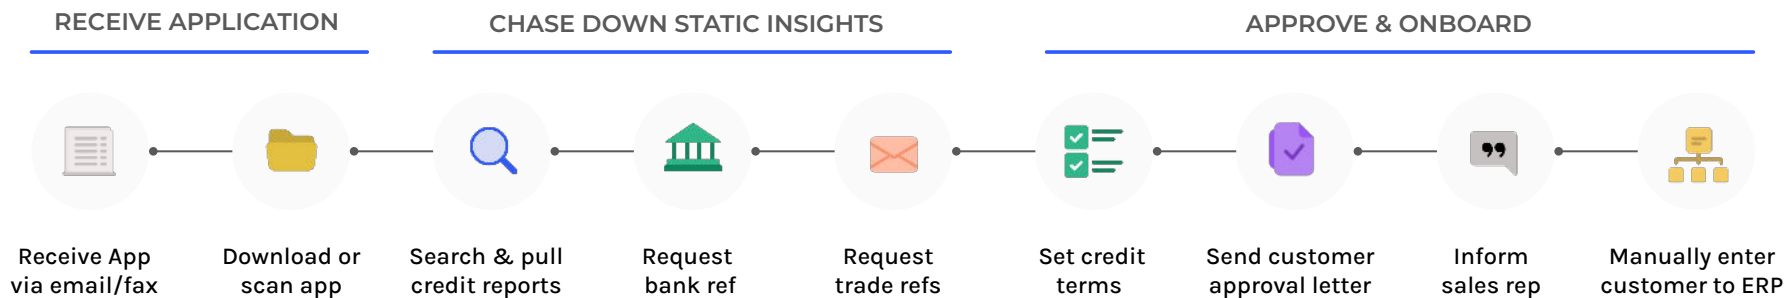 RECEIVE APPLICATION
CHASE DOWN STATIC INSIGHTS
APPROVE & ONBOARD
Receive App
via email/fax
Download or
scan app
Search & pull
credit reports
Request
bank ref
Request
trade refs
Set credit
terms
Send customer
approval letter
Inform
sales rep
Manually enter
customer to ERP